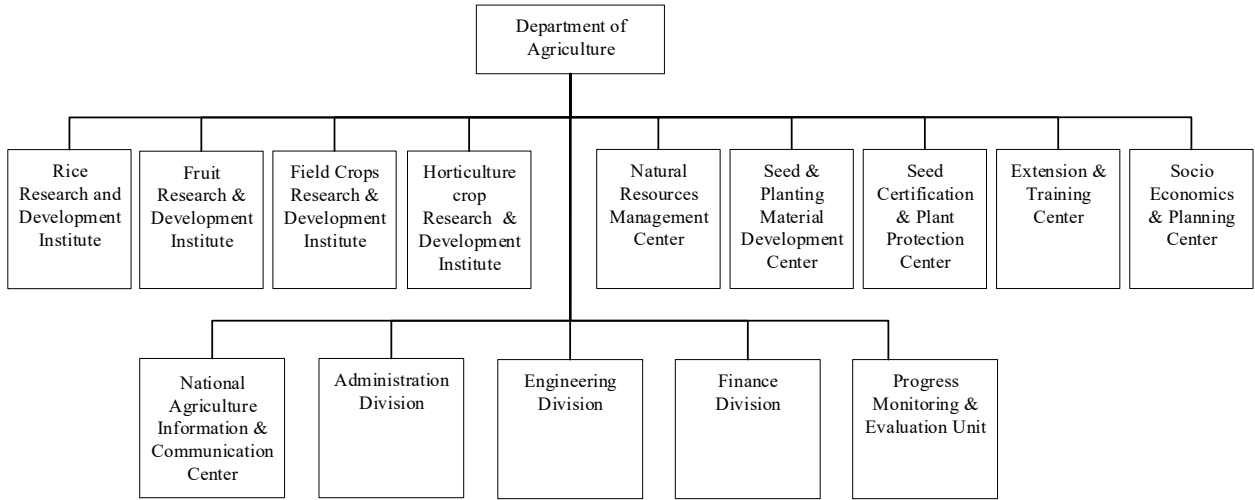 Department of
Agriculture
Rice
Research and
Development
Institute
Fruit
Research &
Development
Institute
Field Crops
Research &
Development
Institute
Horticulture
crop
Research &
Development
Institute
Natural
Resources
Management
Center
Seed &
Planting
Material
Development
Center
Seed
Certification
& Plant
Protection
Center
Extension &
Training
Center
Socio
Economics
& Planning
Center
National
Agriculture
Information &
Communication
Center
Administration
Division
Engineering
Division
Finance
Division
Progress
Monitoring &
Evaluation Unit